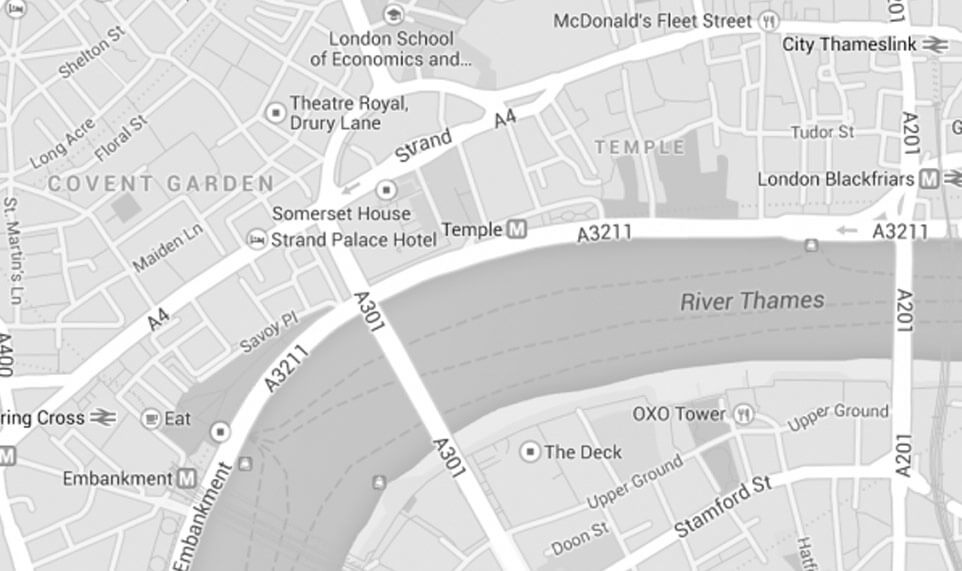 McDonald's Fleet Street
A201
London School
of Economics and...
City Thameslink
Shelton St
Theatre Royal,
Drury Lane
A4
A201
Long Acre
Floral St
Strand
TEMPLE
Tudor St
G
COVENT GARDEN
London Blackfriars
St. Martin's Ln
Somerset House
Maiden Ln
Strand Palace Hotel
Temple
A3211
A3211
River Thames
A4
A301
A201
Savoy Pl
A400
A3211
ring Cross
Eat
OXO Tower
Upper Ground
A301
The Deck
A201
Embankment
Upper Ground
Stamford St
Embankment
Doon St
Hatfi